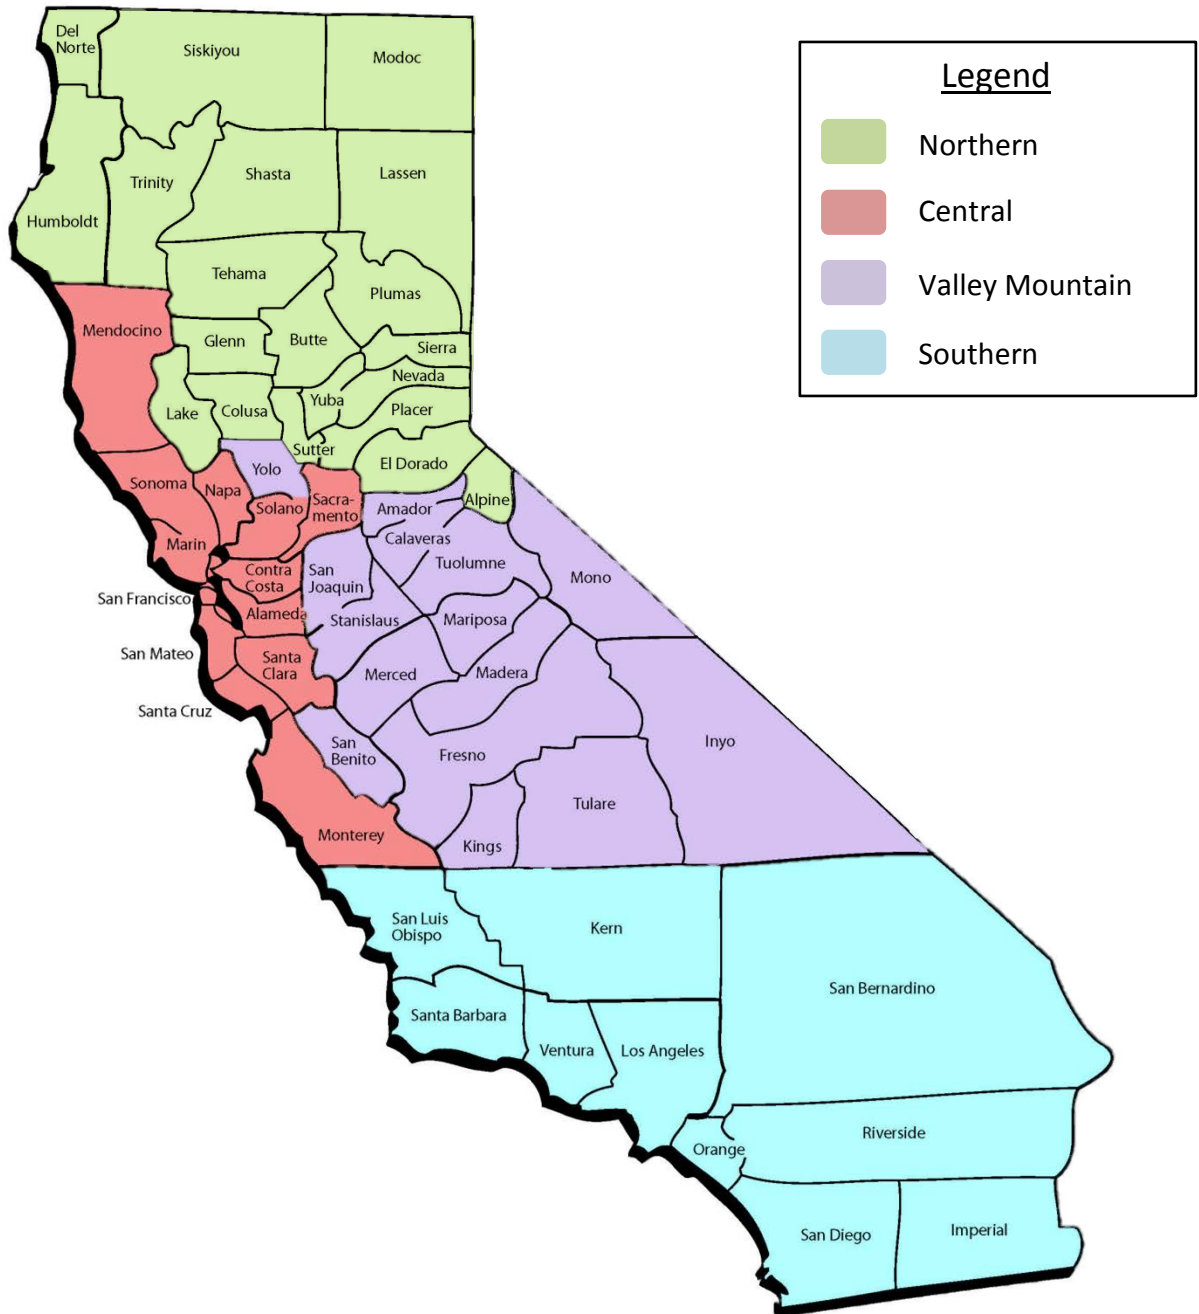 Del
Norte
Siskiyou
Modoc
Legend
Northern
Central
Valley Mountain
Southern
Humboldt
Trinity
Shasta
Lassen
Tehama
Plumas
Mendocino
Glenn
Butte
Sierra
Nevada
Lake
Colusa
Yuba
Placer
Sutter
El Dorado
Yolo
Sonoma
Napa
Solano
Sacra-
mento
Amador
Alpine
Marin
Calaveras
Contra
Costa
San
Joaquin
Tuolumne
Mono
San Francisco
Alameda
Stanislaus
Mariposa
San Mateo
Santa
Clara
Merced
Madera
Santa Cruz
San
Benito
Fresno
Inyo
Monterey
Kings
Tulare
San Luis
Obispo
Kern
San Bernardino
Santa Barbara
Ventura
Los Angeles
Orange
Riverside
San Diego
Imperial